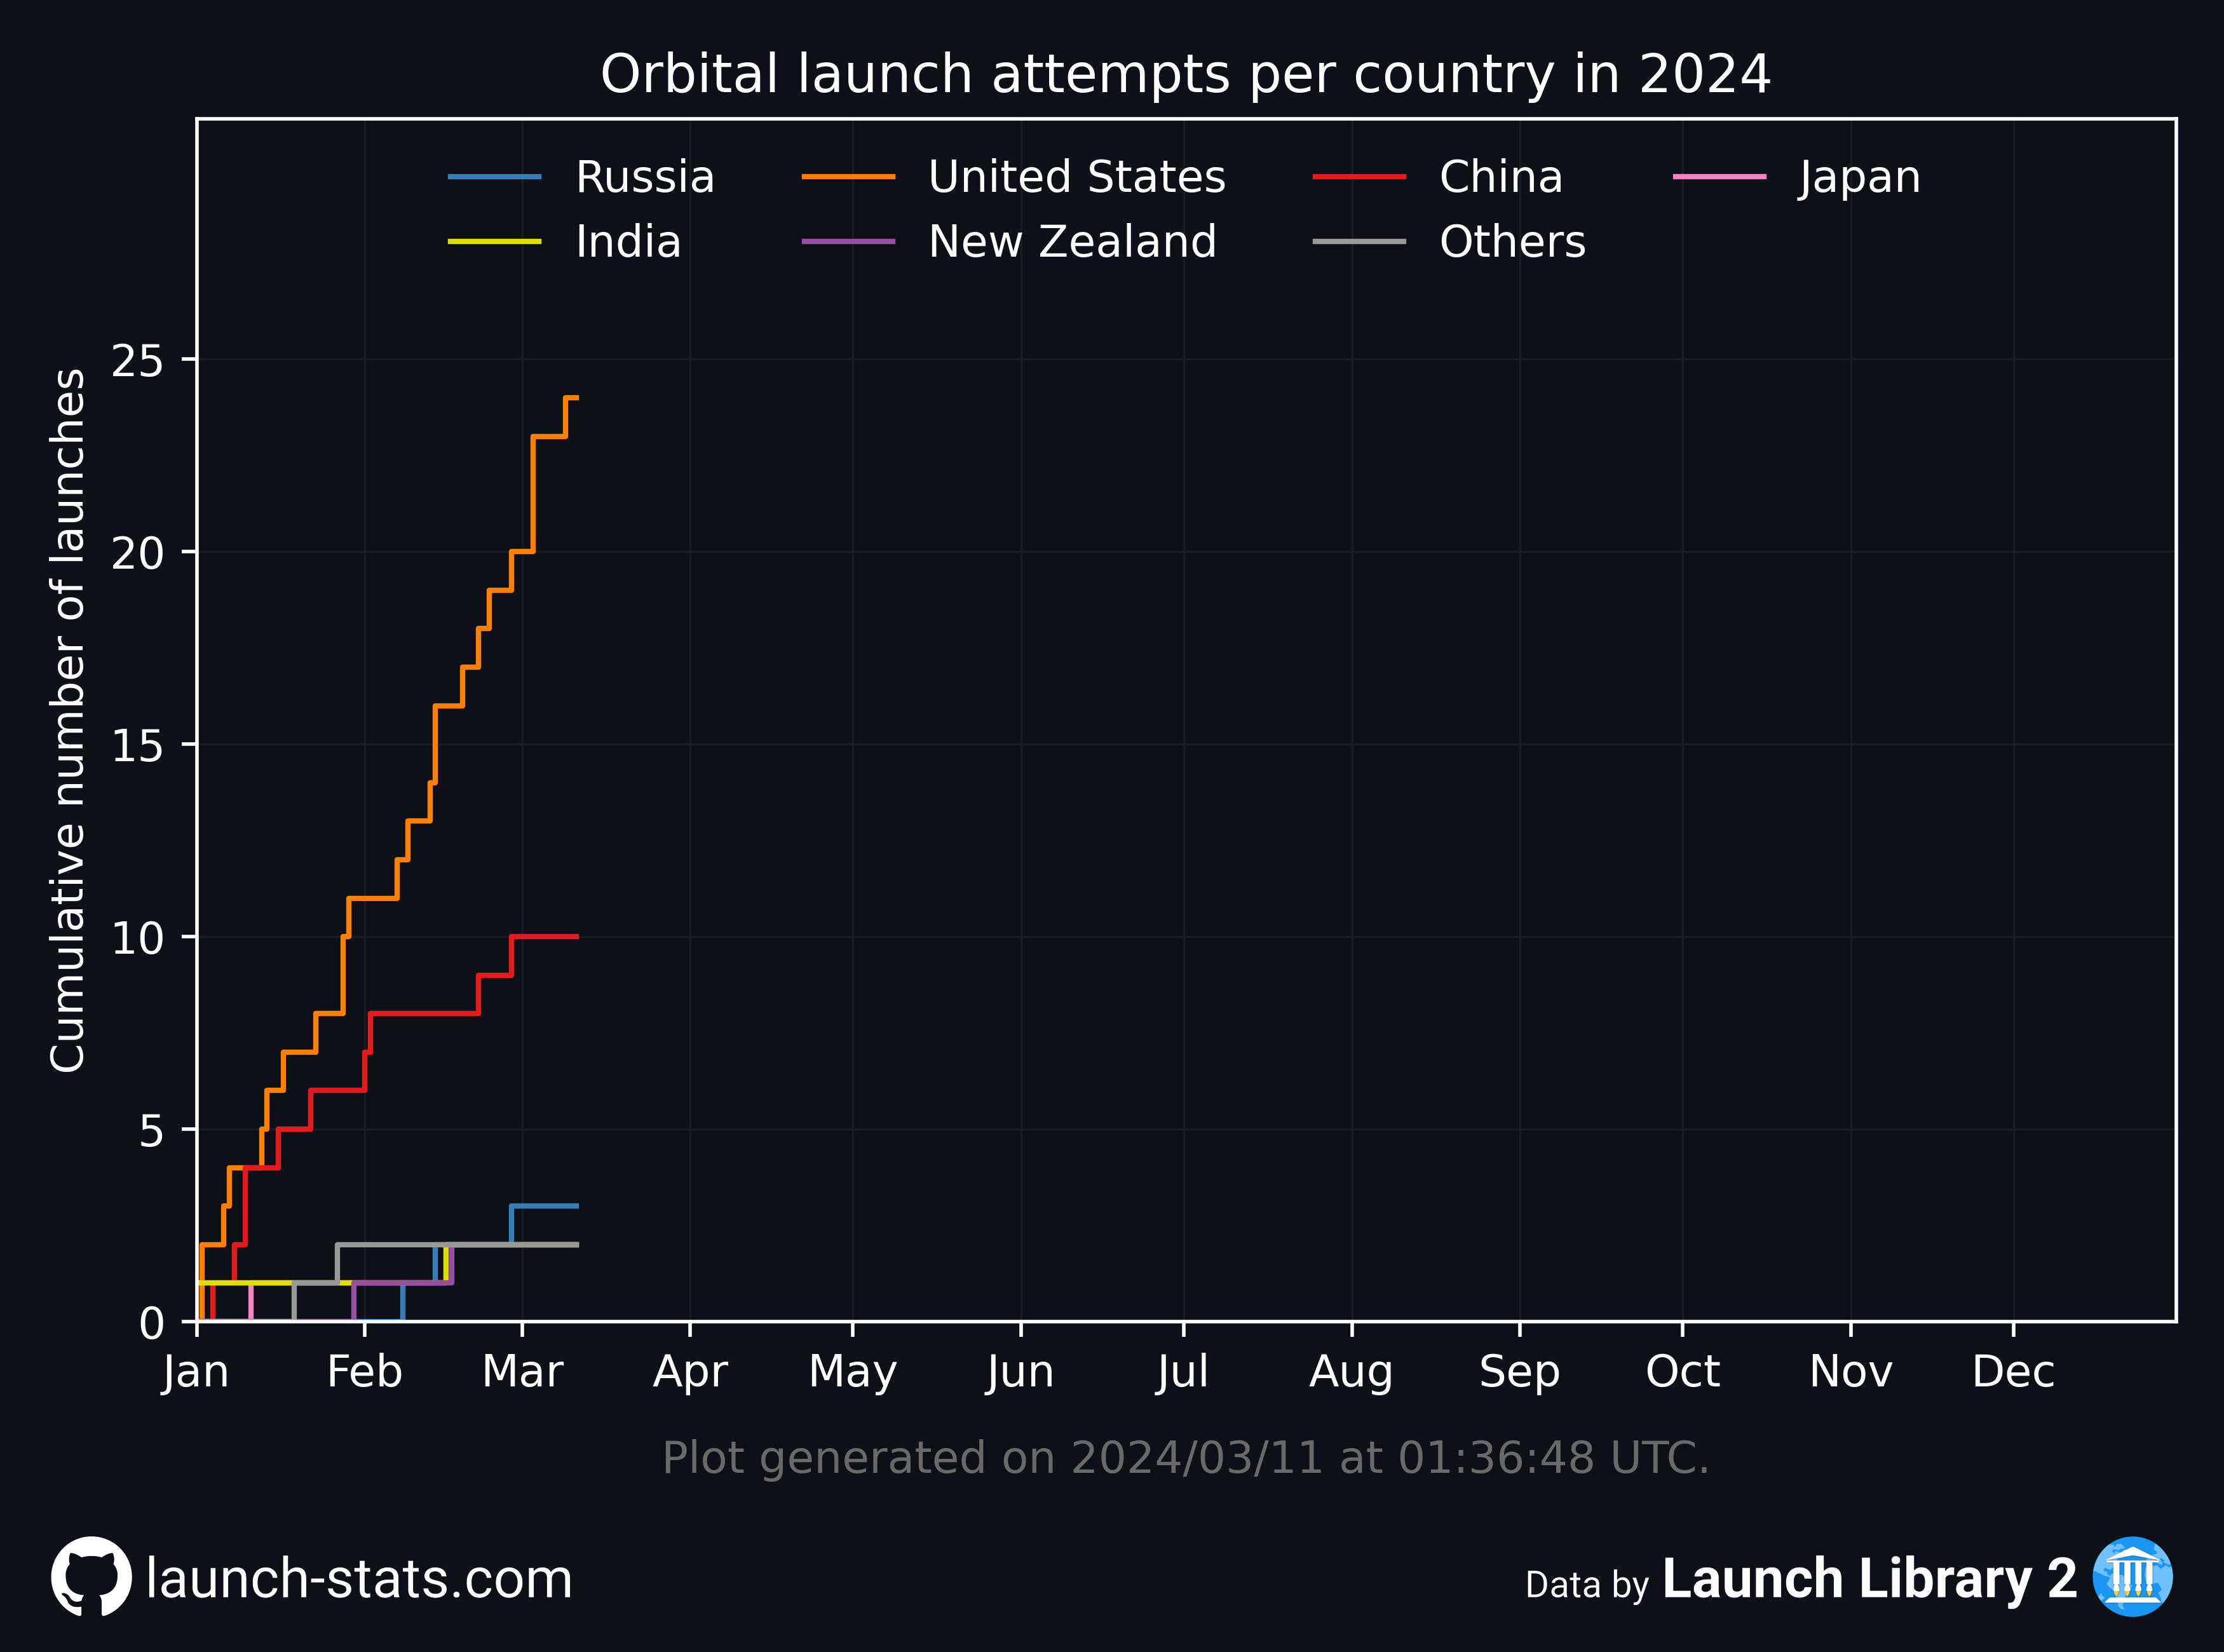 Orbital launch attempts per country in 2024
Russia United States China Japan
India New Zealand Others
Cumulative number of launches
25
20
15
10
5
0
Jan Feb Mar Apr May Jun Jul Aug Sep Oct Nov Dec
Plot generated on 2024/03/11 at 01:36:48 UTC.
launch-stats.com
Data by Launch Library 2